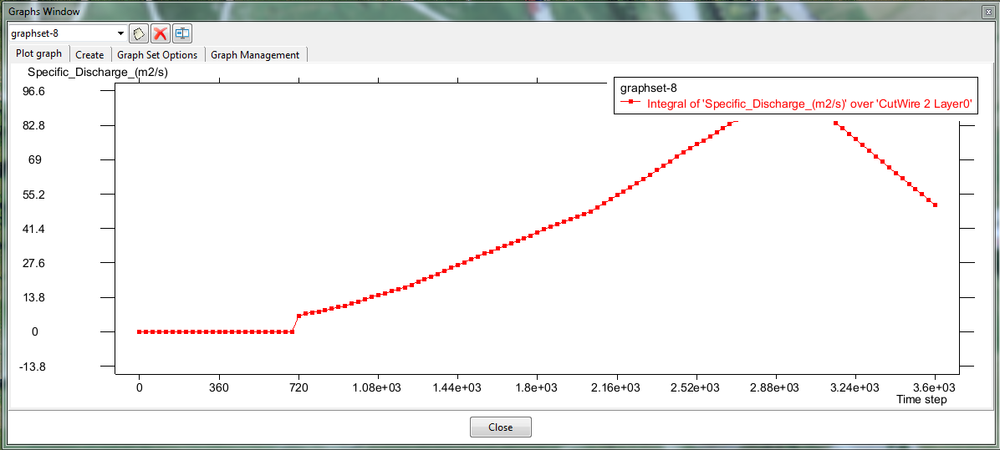 Graphs Window
graphset-8
Plot graph Create Graph Set Options Graph Management
Specific_Discharge_(m2/s)
graphset-8
Integral of 'Specific_Discharge_(m2/s)' over 'CutWire 2 Layer0'
96.6
82.8
69
55.2
41.4
27.6
13.8
0
-13.8
0 360 720 1.08e+03 1.44e+03 1.8e+03 2.16e+03 2.52e+03 2.88e+03 3.24e+03 3.6e+03
Time step
Close